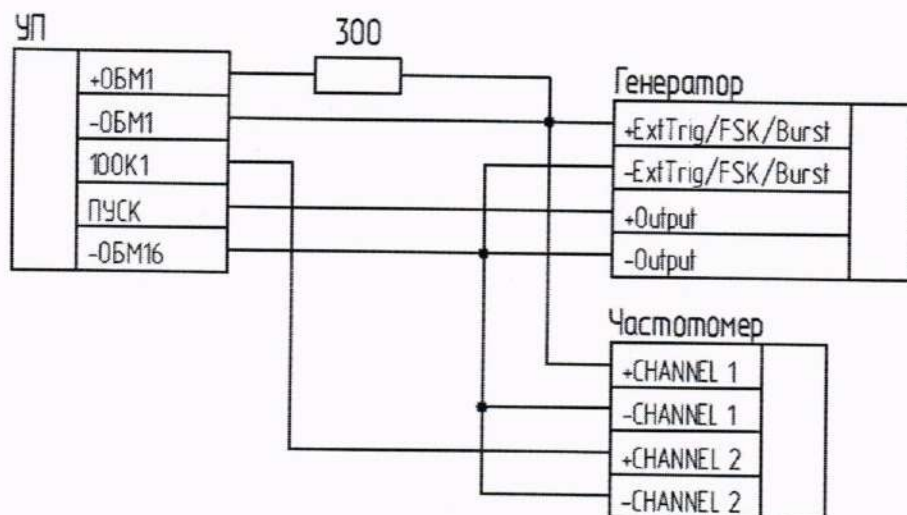 УП
300
+ОБМ1
-ОБМ1
100К1
ПУСК
-ОБМ16
Генератор
+ExtTrig/FSK/Burst
-ExtTrig/FSK/Burst
+Output
-Output
Частотомер
+CHANNEL 1
-CHANNEL 1
+CHANNEL 2
-CHANNEL 2